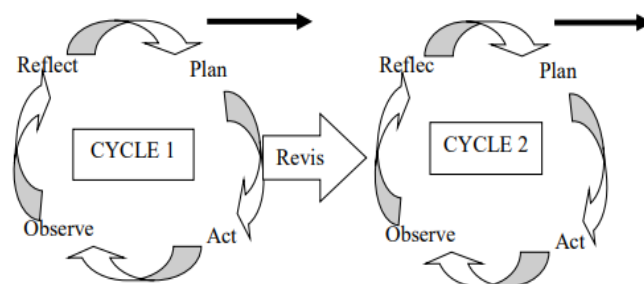 Reflect
Plan
CYCLE 1
Observe
Act
Revis
Reflec
Plan
CYCLE 2
Observe
Act